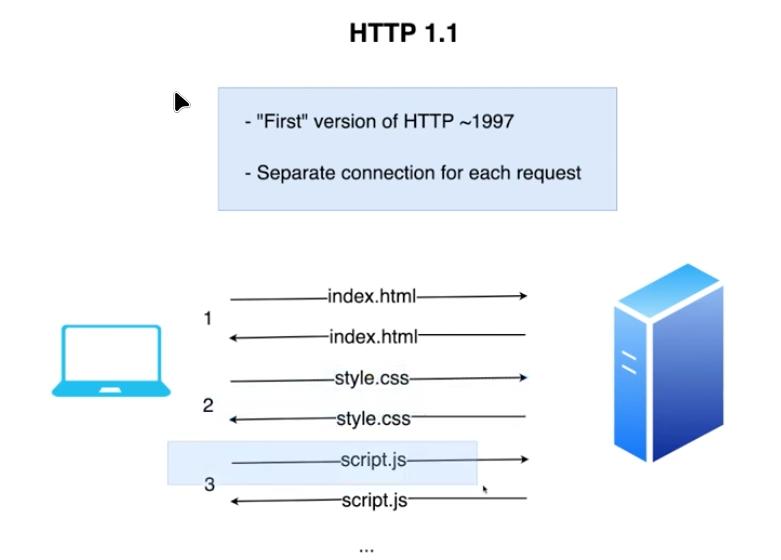 HTTP 1.1
- "First" version of HTTP ~1997
- Separate connection for each request
index.html
1
index.html
style.css
2
style.css
script.js
3
script.js
...